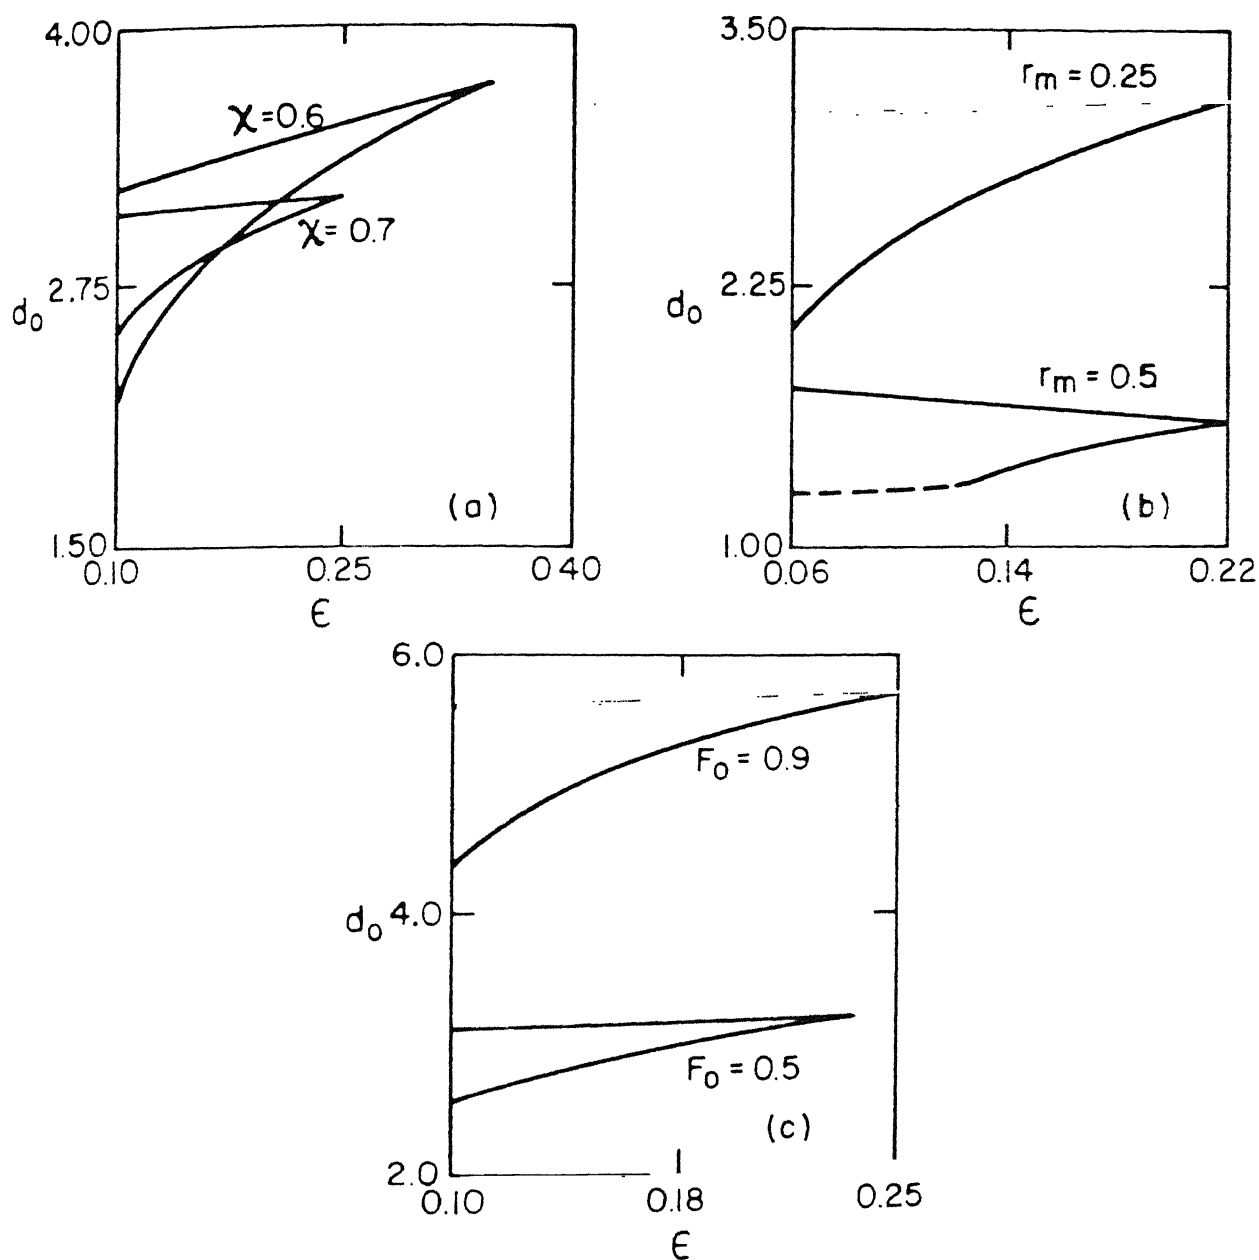 4.00
χ=0.6
χ= 0.7
2.75
d₀
(a)
1.50
0.10 0.25 0.40
ϵ
3.50
rₘ = 0.25
2.25
d₀
rₘ = 0.5
(b)
1.00
0.06 0.14 0.22
ϵ
6.0
F₀ = 0.9
d₀ 4.0
F₀ = 0.5
(c)
2.0
0.10 0.18 0.25
ϵ